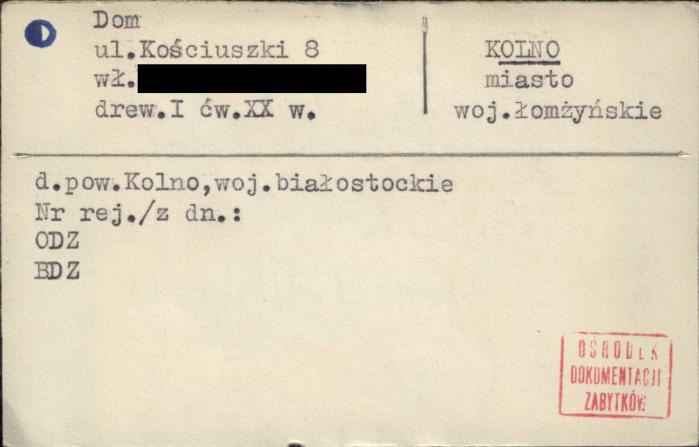 Dom
ul.Kościuszki 8
wł.
drew.I ćw.XX w.
KOLNO
miasto
woj.łomżyńskie
d.pow.Kolno,woj.białostockie
Nr rej./z dn.:
ODZ
BDZ
OŚRODEK
DOKUMENTACJI
ZABYTKÓW